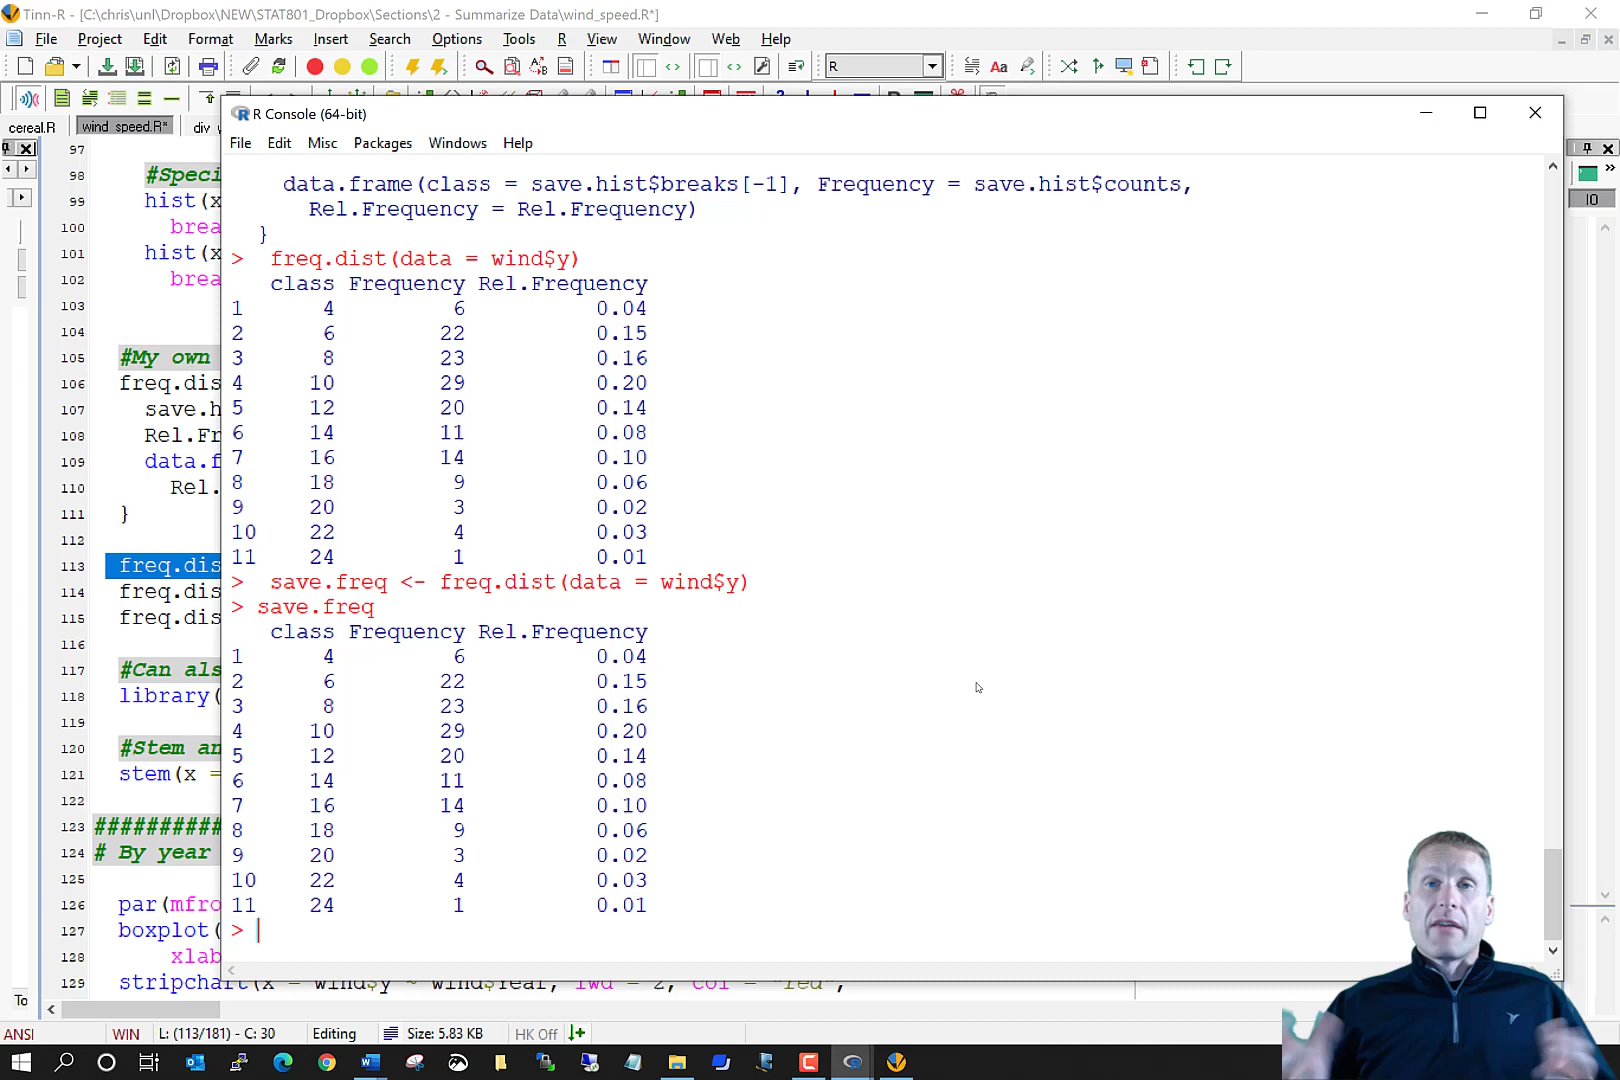 Tinn-R - [C:\chris\unl\Dropbox\NEW\STAT801_Dropbox\Sections\2 - Summarize Data\wind_speed.R*]
File Project Edit Format Marks Insert Search Options Tools R View Window Web Help
R
Aa
cereal.R wind_speed.R* div_
R Console (64-bit)
File Edit Misc Packages Windows Help
IO
data.frame(class = save.hist$breaks[-1], Frequency = save.hist$counts,
Rel.Frequency = Rel.Frequency)
}
> freq.dist(data = wind$y)
class Frequency Rel.Frequency
1 4 6 0.04
2 6 22 0.15
3 8 23 0.16
4 10 29 0.20
5 12 20 0.14
6 14 11 0.08
7 16 14 0.10
8 18 9 0.06
9 20 3 0.02
10 22 4 0.03
11 24 1 0.01
> save.freq <- freq.dist(data = wind$y)
> save.freq
class Frequency Rel.Frequency
1 4 6 0.04
2 6 22 0.15
3 8 23 0.16
4 10 29 0.20
5 12 20 0.14
6 14 11 0.08
7 16 14 0.10
8 18 9 0.06
9 20 3 0.02
10 22 4 0.03
11 24 1 0.01
>
97
98 #Speci
99 hist(x
100 brea
101 hist(x
102 brea
103
104
105 #My own
106 freq.dis
107 save.h
108 Rel.Fr
109 data.f
110 Rel.
111 }
112
113 freq.dis
114 freq.dis
115 freq.dis
116
117 #Can als
118 library(
119
120 #Stem an
121 stem(x =
122
123 ##########
124 # By year
125
126 par(mfro
127 boxplot(
128 xlab
129 stripchart(x = wind$y ~ wind$Year, lwd = 2, col = "red",
To
ANSI WIN L: (113/181) - C: 30 Editing Size: 5.83 KB HK Off